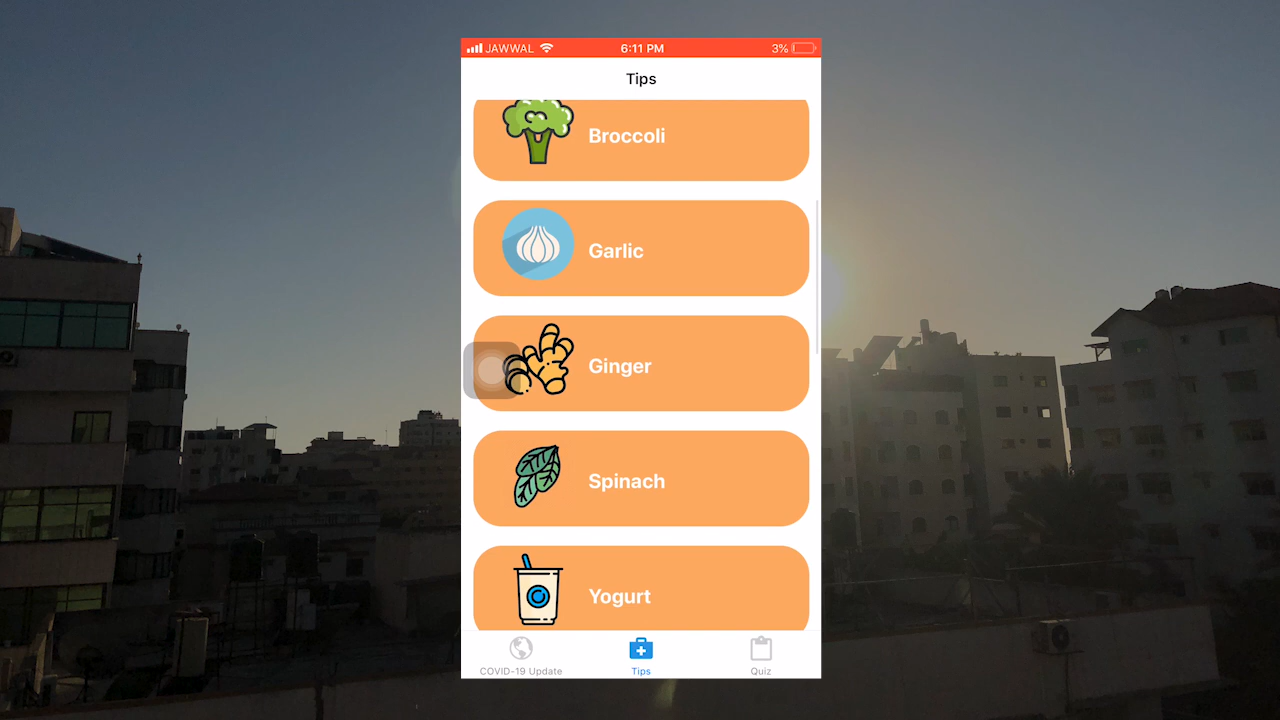 JAWWAL 6:11 PM 3%
Tips
Broccoli
Garlic
Ginger
Spinach
Yogurt
COVID-19 Update Tips Quiz